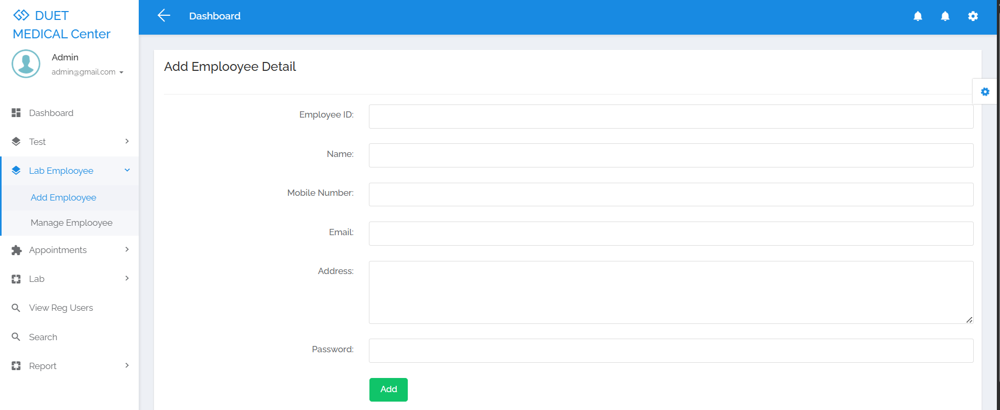 DUET
MEDICAL Center
Admin
admin@gmail.com
Dashboard
Test
Lab Emplooyee
Add Emplooyee
Manage Emplooyee
Appointments
Lab
View Reg Users
Search
Report
Dashboard
Add Emplooyee Detail
Employee ID:
Name:
Mobile Number:
Email:
Address:
Password:
Add